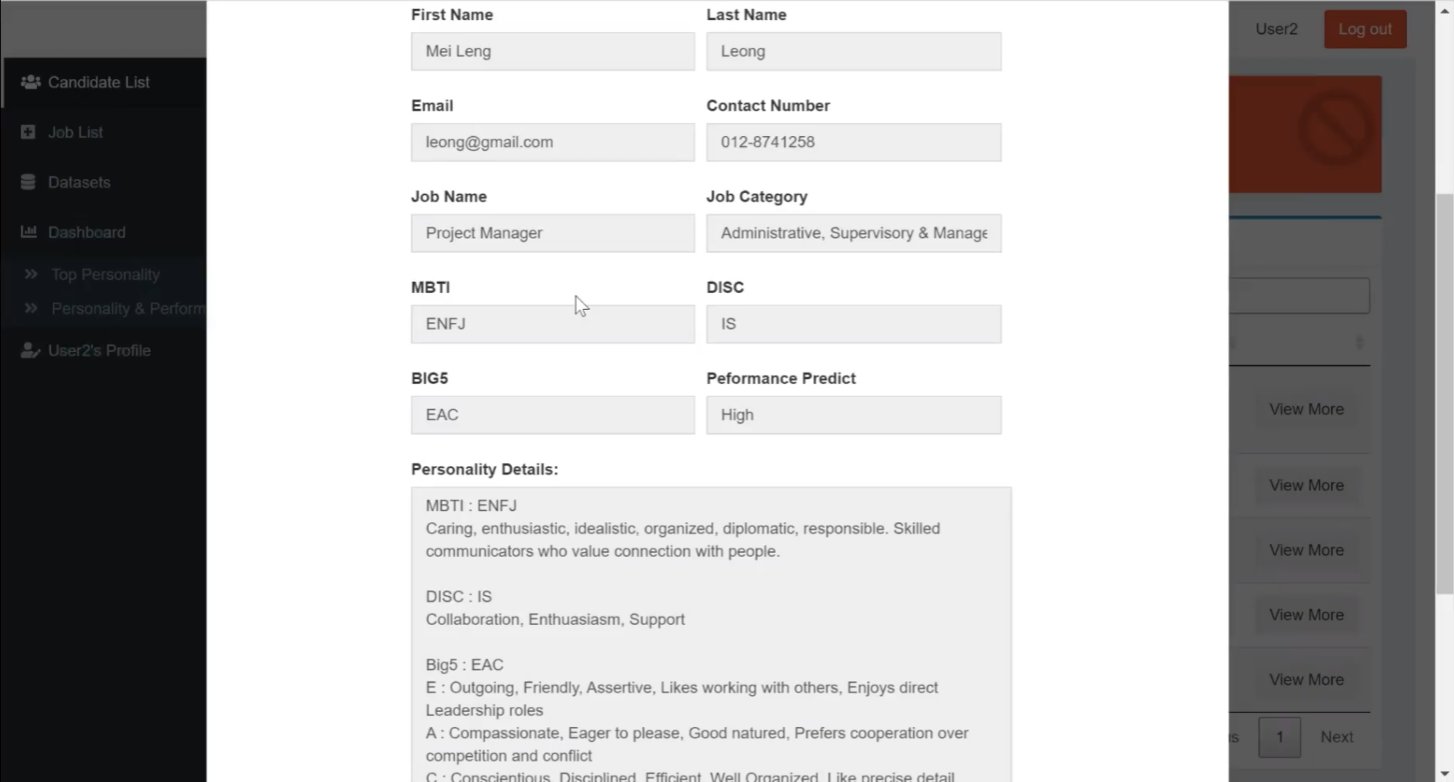 First Name
Last Name
User2
Log out
Mei Leng
Leong
Candidate List
Email
Contact Number
Job List
leong@gmail.com
012-8741258
Datasets
Job Name
Job Category
Dashboard
Project Manager
Administrative, Supervisory & Manage
Top Personality
MBTI
DISC
Personality & Perform
ENFJ
IS
User2's Profile
BIG5
Peformance Predict
EAC
High
View More
Personality Details:
View More
MBTI : ENFJ
Caring, enthusiastic, idealistic, organized, diplomatic, responsible. Skilled
communicators who value connection with people.
View More
DISC : IS
Collaboration, Enthuasiasm, Support
View More
Big5 : EAC
E : Outgoing, Friendly, Assertive, Likes working with others, Enjoys direct
Leadership roles
View More
A : Compassionate, Eager to please, Good natured, Prefers cooperation over
competition and conflict
1
Next
C : Conscientious, Disciplined, Efficient, Well Organized, Like precise detail